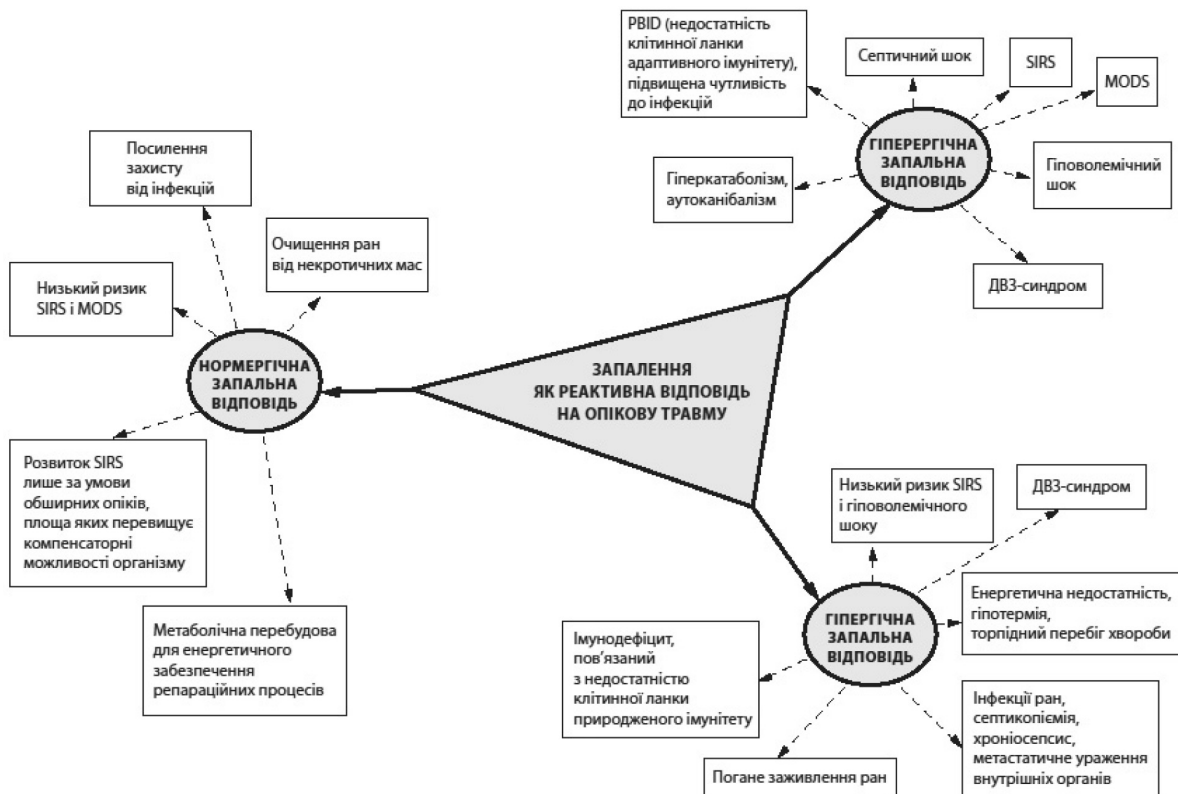 PBID (недостатність
клітинної ланки
адаптивного імунітету),
підвищена чутливість
до інфекцій
Септичний шок
SIRS
MODS
ГІПЕРЕРГІЧНА
ЗАПАЛЬНА
ВІДПОВІДЬ
Гіперкатаболізм,
аутоканібалізм
Гіповолемічний
шок
ДВЗ-синдром
Посилення
захисту
від інфекцій
Очищення ран
від некротичних мас
Низький ризик
SIRS і MODS
НОРМЕРГІЧНА
ЗАПАЛЬНА
ВІДПОВІДЬ
Розвиток SIRS
лише за умови
обширних опіків,
площа яких перевищує
компенсаторні
можливості організму
Метаболічна перебудова
для енергетичного
забезпечення
репараційних процесів
ЗАПАЛЕННЯ
ЯК РЕАКТИВНА ВІДПОВІДЬ
НА ОПІКОВУ ТРАВМУ
Низький ризик SIRS
і гіповолемічного
шоку
ДВЗ-синдром
ГІПЕРГІЧНА
ЗАПАЛЬНА
ВІДПОВІДЬ
Енергетична недостатність,
гіпотермія,
торпідний перебіг хвороби
Імунодефіцит,
пов’язаний
з недостатністю
клітинної ланки
природженого імунітету
Погане заживлення ран
Інфекції ран,
септикопіємія,
хроніосепсис,
метастатичне ураження
внутрішніх органів